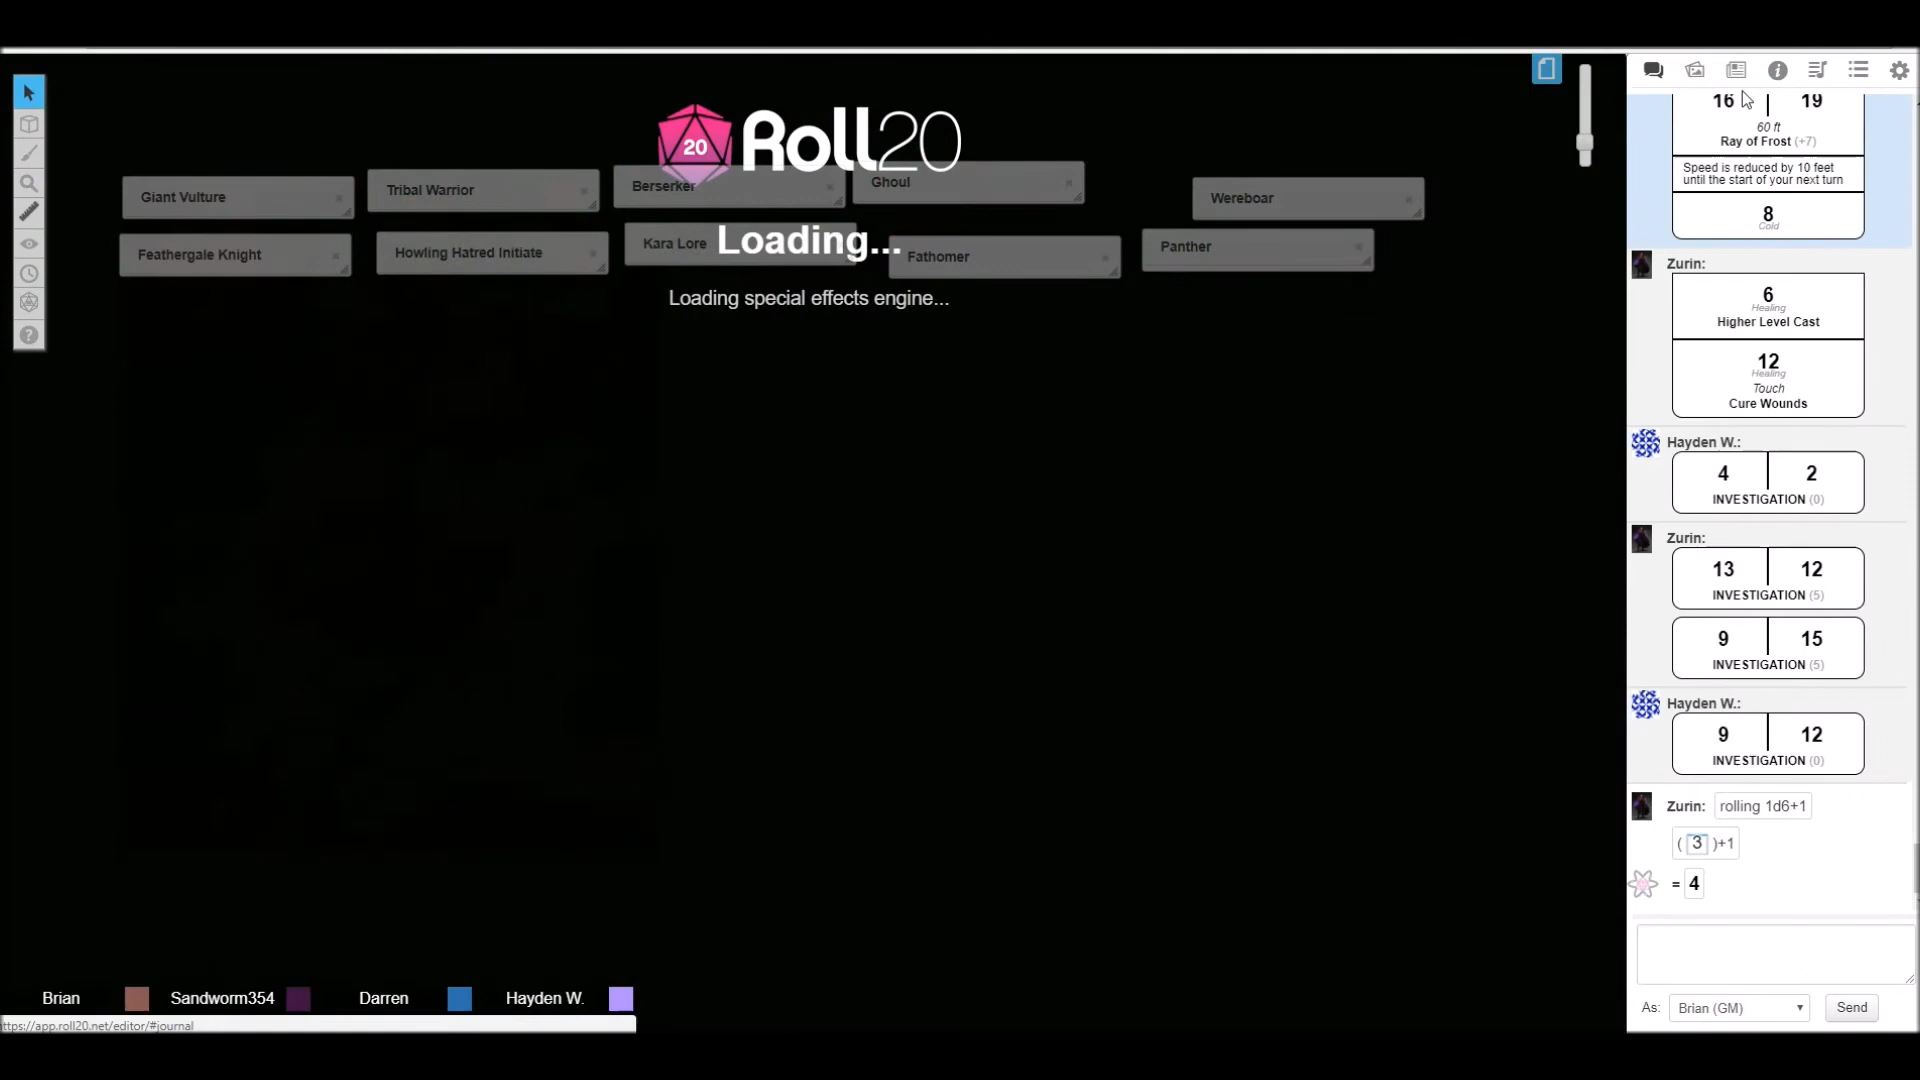 20 Roll20
Giant Vulture
Tribal Warrior
Berserker
Ghoul
Wereboar
Feathergale Knight
Howling Hatred Initiate
Kara Lore
Fathomer
Panther
Loading...
Loading special effects engine...
16 19
60 ft
Ray of Frost (+7)
Speed is reduced by 10 feet
until the start of your next turn
8
Cold
Zurin:
6
Healing
Higher Level Cast
12
Healing
Touch
Cure Wounds
Hayden W.:
4 2
INVESTIGATION (0)
Zurin:
13 12
INVESTIGATION (5)
9 15
INVESTIGATION (5)
Hayden W.:
9 12
INVESTIGATION (0)
Zurin: rolling 1d6+1
( 3 )+1
= 4
As: Brian (GM) Send
Brian Sandworm354 Darren Hayden W.
https://app.roll20.net/editor/#journal